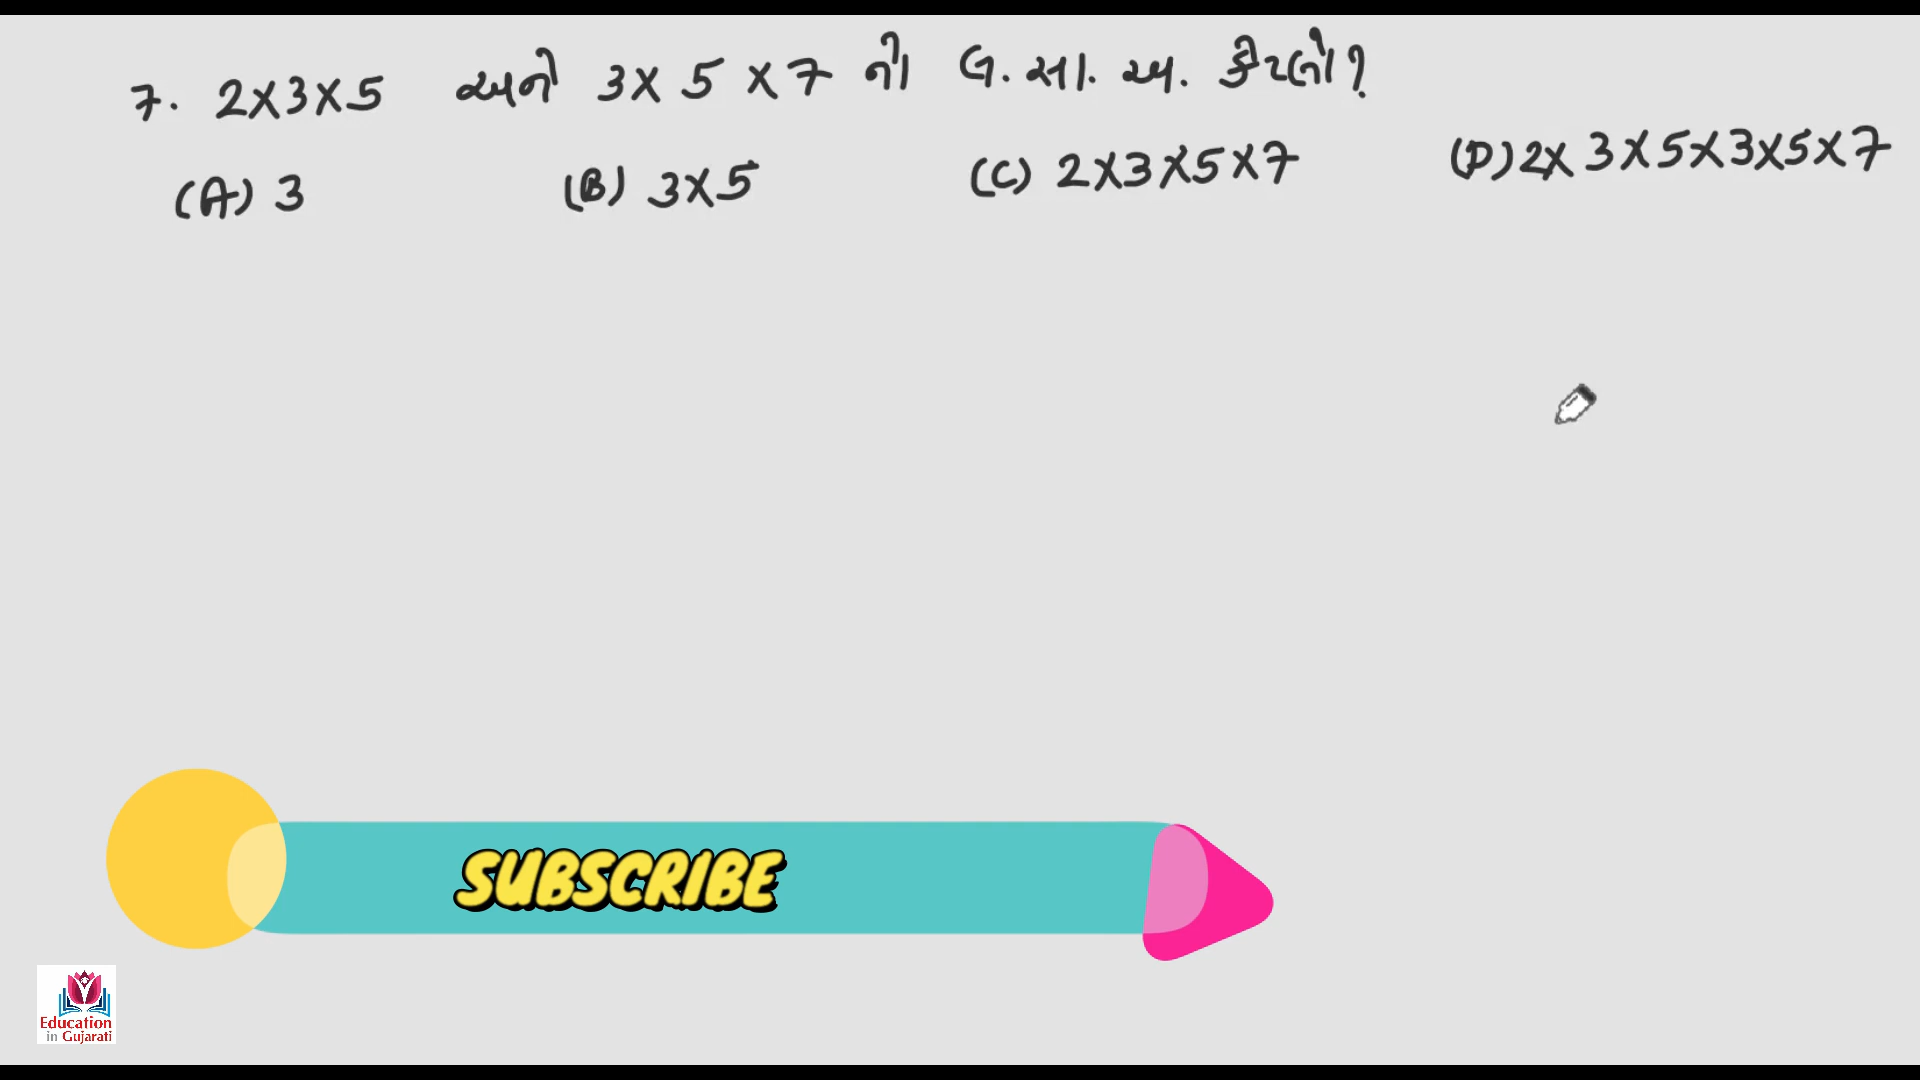 7. 2×3×5 અને 3×5×7 નો લ. સા. અ. કેટલો?
(A) 3 (B) 3×5 (C) 2×3×5×7 (D) 2×3×5×3×5×7
SUBSCRIBE
Education
in Gujarati